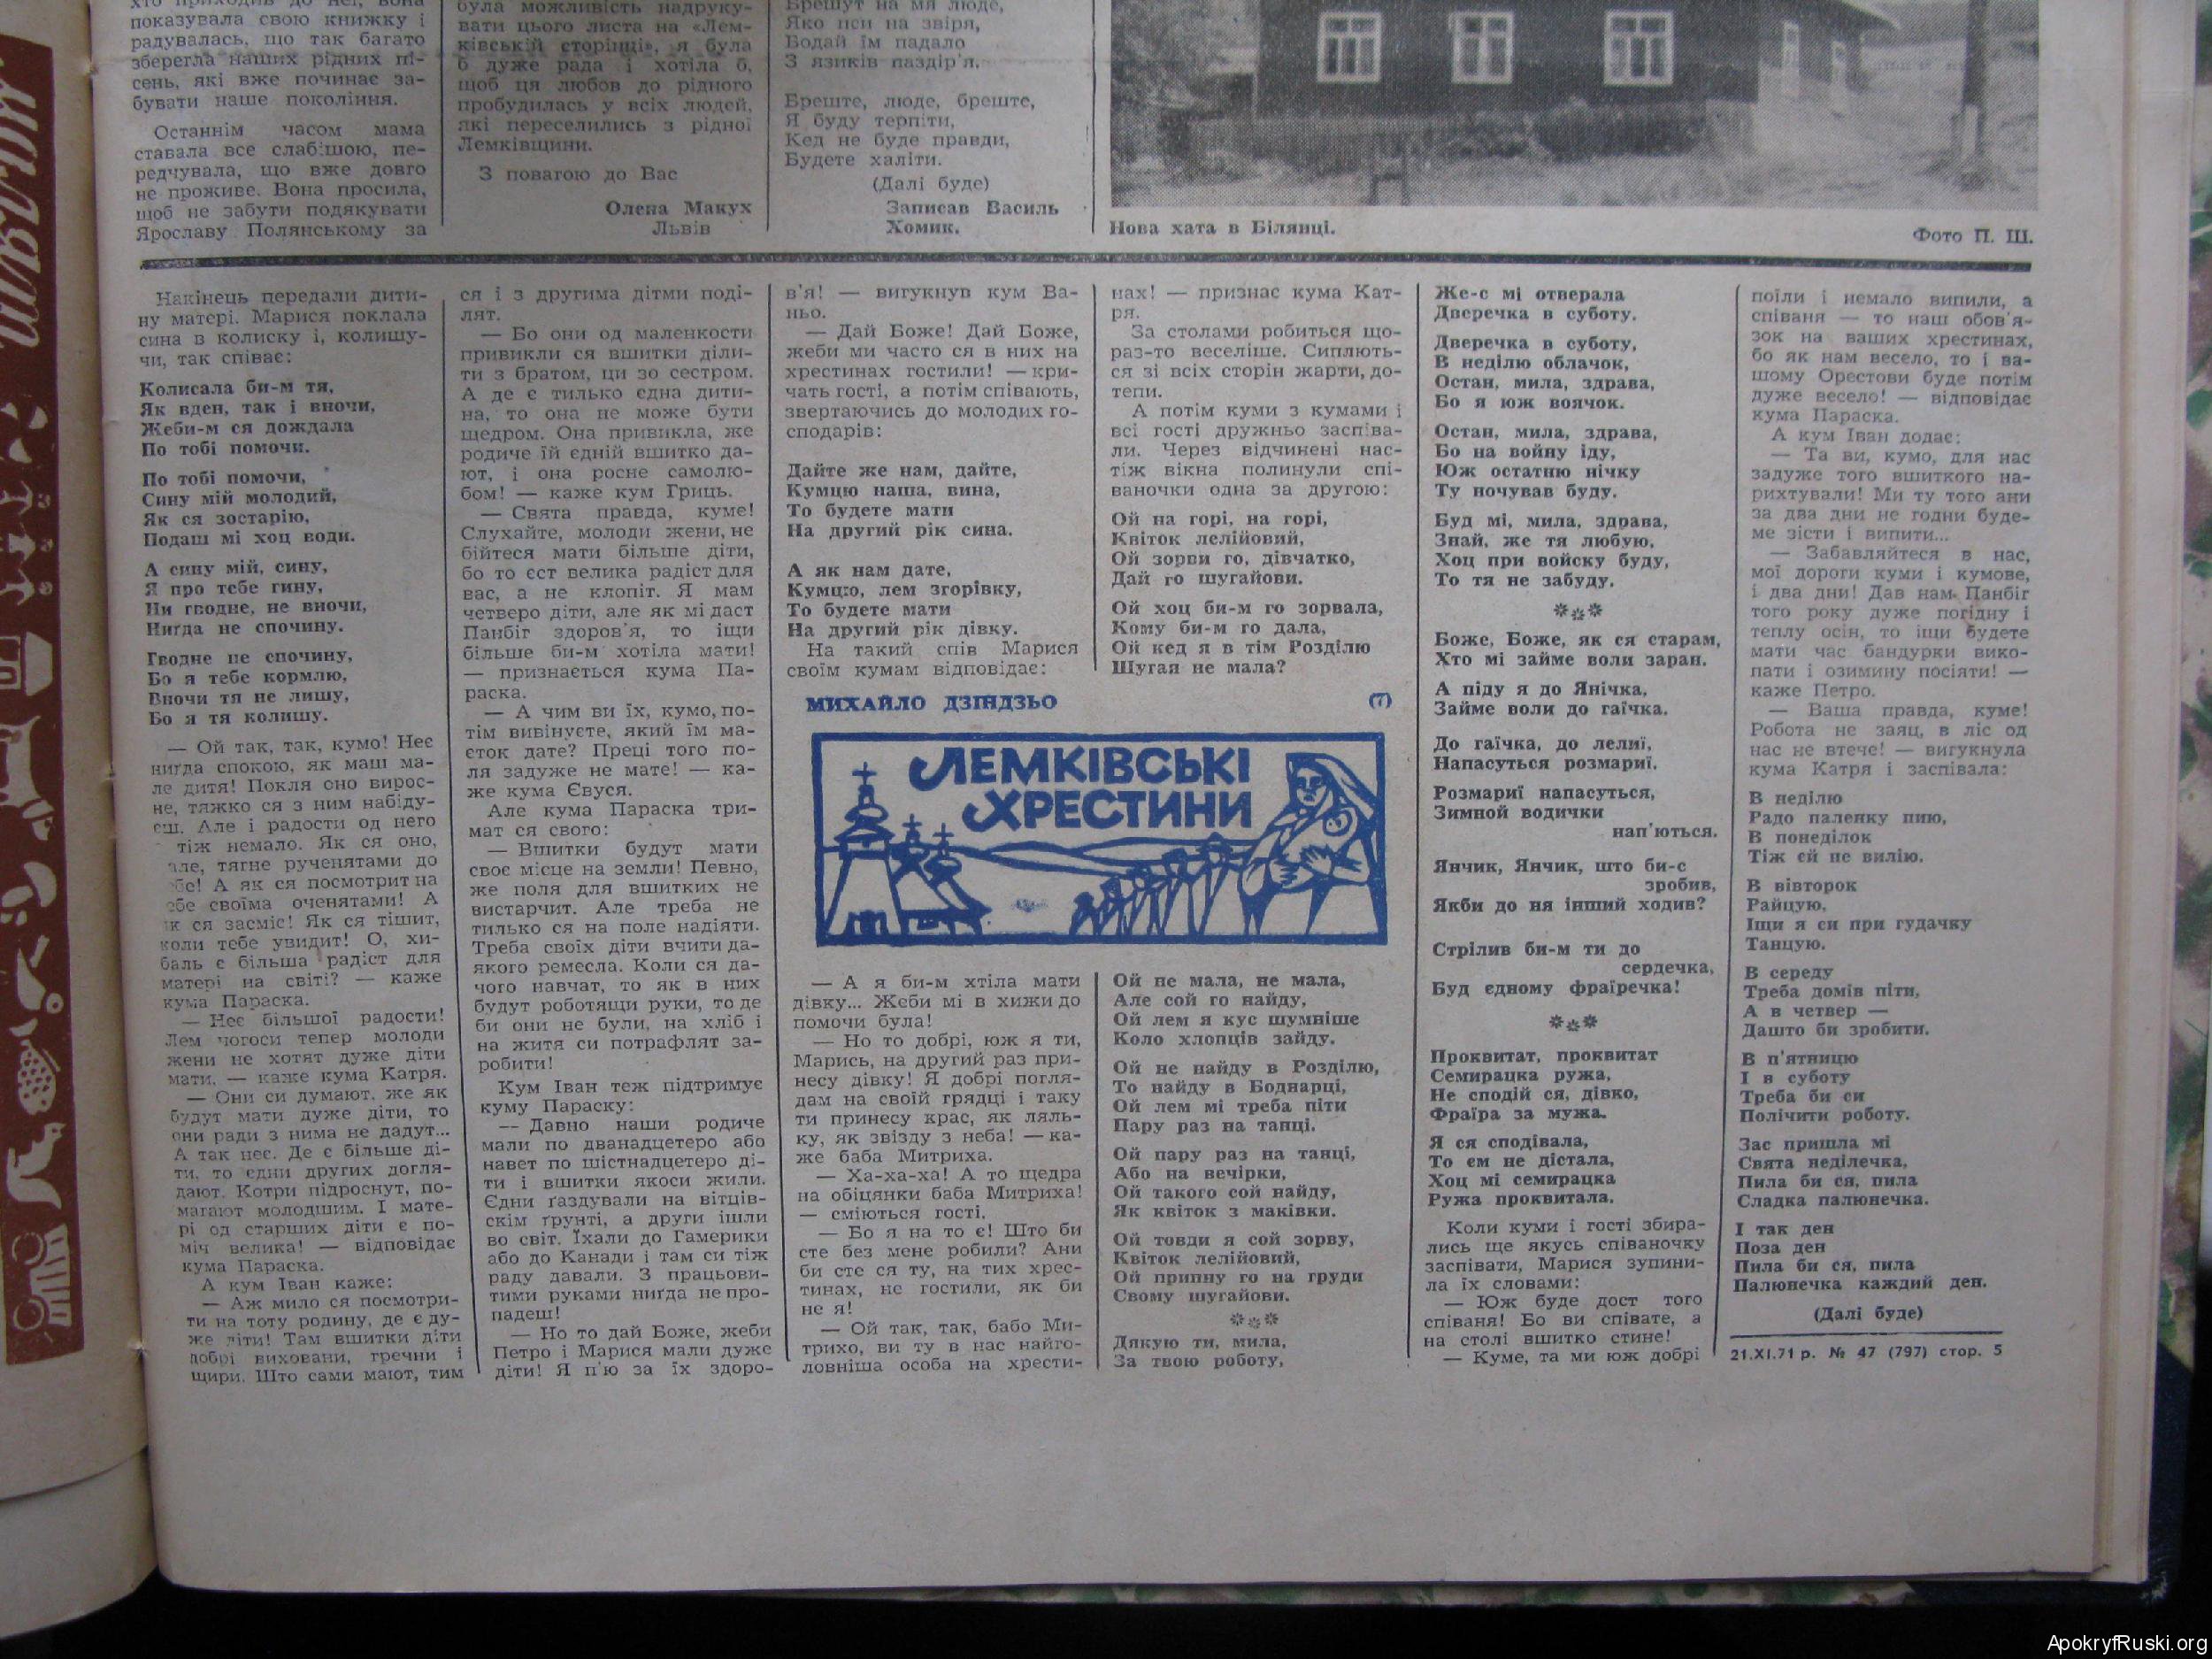 показувала свою книжку і
радувалась, що так багато
зберегла наших рідних пі-
сень, які вже починає за-
бувати наше покоління.
Останнім часом мама
ставала все слабішою, пе-
редчувала, що вже довго
не проживе. Вона просила,
щоб не забути подякувати
Ярославу Полянському за
була можливість надруку-
вати цього листа на «Лем-
ківській сторінці», я була
б дуже рада і хотіла б,
щоб ця любов до рідного
пробудилась у всіх людей,
які переселились з рідної
Лемківщини.
З повагою до Вас
Олена Макух
Львів
Брешут на мя люде,
Яко пси на звіря,
Бодай їм падало
З язиків паздір'я.
Бреште, люде, бреште,
Я буду терпіти,
Кед не буде правди,
Будете халіти.
(Далі буде)
Записав Василь
Хомик.
Нова хата в Білянці.
Фото П. Ш.
Накінець передали дити-
ну матері. Марися поклала
сина в колиску і, колишу-
чи, так співає:
Колисала би-м тя,
Як вден, так і вночи,
Жеби-м ся дождала
По тобі помочи.
По тобі помочи,
Сину мій молодий,
Як ся зостарію,
Подаш мі хоц води.
А сину мій, сину,
Я про тебе гину,
Ни гводне, не вночи,
Ниґда не спочину.
Гводне не спочину,
Бо я тебе кормлю,
Вночи тя не лишу,
Бо я тя колишу.
— Ой так, так, кумо! Неє
ниґда спокою, як маш ма-
ле дитя! Покля оно вирос-
не, тяжко ся з ним набіду-
єш. Але і радости од него
тіж немало. Як ся оно,
але, тягне рученятами до
тебе! А як ся посмотрит на
тебе своїма оченятами! А
як ся засміє! Як ся тішит,
коли тебе увидит! О, хи-
баль є більша радіст для
матері на світі? — каже
кума Параска.
— Неє більшої радости!
Лем чогоси тепер молоди
жени не хотят дуже діти
мати, — каже кума Катря.
— Они си думают, же як
будут мати дуже діти, то
они ради з нима не дадут...
А так неє. Де є більше ді-
ти, то єдни других догля-
дают. Котри підроснут, по-
магают молодшим. І мате-
рі од старших діти є по-
міч велика! — відповідає
кума Параска.
А кум Іван каже:
— Аж мило ся посмотри-
ти на тоту родину, де є ду-
же діти! Там вшитки діти
добрі виховани, гречни і
щири. Што сами мают, тим
ся і з другима дітми поді-
лят.
— Бо они од маленкости
привикли ся вшитки діли-
ти з братом, ци зо сестром.
А де є тилько єдна дити-
на, то она не може бути
щедром. Она привикла, же
родиче їй єдній вшитко да-
ют, і она росне самолю-
бом! — каже кум Гриць.
— Свята правда, куме!
Слухайте, молоди жени, не
бійтеся мати більше діти,
бо то єст велика радіст для
вас, а не клопіт. Я мам
четверо діти, але як мі даст
Панбіг здоров'я, то іщи
більше би-м хотіла мати!
— признається кума Па-
раска.
— А чим ви їх, кумо, по-
тім вивінуєте, який їм ма-
єток дате? Преці того по-
ля задуже не мате! — ка-
же кума Євуся.
Але кума Параска три-
мат ся свого:
— Вшитки будут мати
своє місце на земли! Певно,
же поля для вшитких не
вистарчит. Але треба не
тилько ся на поле надіяти.
Треба своїх діти вчити да-
якого ремесла. Коли ся да-
чого навчат, то як в них
будут роботящи руки, то де
би они не були, на хліб і
на житя си потрафлят за-
робити!
Кум Іван теж підтримує
куму Параску:
— Давно наши родиче
мали по дванадцетеро або
навет по шістнадцетеро ді-
ти і вшитки якоси жили.
Єдни ґаздували на вітців-
скім ґрунті, а други ішли
во світ. Їхали до Гамерики
або до Канади і там си тіж
раду давали. З працьови-
тими руками ниґда не про-
падеш!
— Но то дай Боже, жеби
Петро і Марися мали дуже
діти! Я п'ю за їх здоро-
в'я! — вигукнув кум Ва-
ньо.
— Дай Боже! Дай Боже,
жеби ми часто ся в них на
хрестинах гостили! — кри-
чать гості, а потім співають,
звертаючись до молодих го-
сподарів:
Дайте же нам, дайте,
Кумцю наша, вина,
То будете мати
На другий рік сина.
А як нам дате,
Кумцю, лем згорівку,
То будете мати
На другий рік дівку.
На такий спів Марися
своїм кумам відповідає:
нах! — признає кума Кат-
ря.
За столами робиться що-
раз-то веселіше. Сиплють-
ся зі всіх сторін жарти, до-
тепи.
А потім куми з кумами і
всі гості дружньо заспіва-
ли. Через відчинені нас-
тіж вікна полинули спі-
ваночки одна за другою:
Ой на горі, на горі,
Квіток лелійовий,
Ой зорви го, дівчатко,
Дай го шугайови.
Ой хоц би-м го зорвала,
Кому би-м го дала,
Ой кед я в тім Розділю
Шугая не мала?
МИХАЙЛО ДЗІНДЗЬО
(7)
ЛЕМКІВСЬКІ
ХРЕСТИНИ
— А я би-м хтіла мати
дівку... Жеби мі в хижи до
помочи була!
— Но то добрі, юж я ти,
Марись, на другий раз при-
несу дівку! Я добрі погля-
дам на своїй грядці і таку
ти принесу крас, як ляль-
ку, як звізду з неба! — ка-
же баба Митриха.
— Ха-ха-ха! А то щедра
на обіцянки баба Митриха!
— сміються гості.
— Бо я на то є! Што би
сте без мене робили? Ани
би сте ся ту, на тих хрес-
тинах, не гостили, як би
не я!
— Ой так, так, бабо Ми-
трихо, ви ту в нас найго-
ловніша особа на хрести-
Ой не мала, не мала,
Але сой го найду,
Ой лем я кус шумніше
Коло хлопців зайду.
Ой не найду в Розділю,
То найду в Боднарці,
Ой лем мі треба піти
Пару раз на танці.
Ой пару раз на танці,
Або на вечірки,
Ой такого сой найду,
Як квіток з маківки.
Ой товди я сой зорву,
Квіток лелійовий,
Ой припну го на груди
Свому шугайови.
***
Дякую ти, мила,
За твою роботу,
Же-с мі отверала
Дверечка в суботу.
Дверечка в суботу,
В неділю облачок,
Остан, мила, здрава,
Бо я юж воячок.
Остан, мила, здрава,
Бо на войну іду,
Юж остатню нічку
Ту ночував буду.
Буд мі, мила, здрава,
Знай, же тя любую,
Хоц при войску буду,
То тя не забуду.
***
Боже, Боже, як ся старам,
Хто мі займе воли заран.
А піду я до Янічка,
Займе воли до гаїчка.
До гаїчка, до лелиї,
Напасуться розмариї.
Розмариї напасуться,
Зимной водички
нап'ються.
Янчик, Янчик, што би-с
зробив,
Якби до ня інший ходив?
Стрілив би-м ти до
сердечка,
Буд єдному фраїречка!
***
Проквитат, проквитат
Семирацка ружа,
Не сподій ся, дівко,
Фраїра за мужа.
Я ся сподівала,
То єм не дістала,
Хоц мі семирацка
Ружа проквитала.
Коли куми і гості збира-
лись ще якусь співаночку
заспівати, Марися зупини-
ла їх словами:
— Юж буде дост того
співаня! Бо ви співате, а
на столі вшитко стине!
— Куме, та ми юж добрі
поїли і немало випили, а
співаня — то наш обов'я-
зок на ваших хрестинах,
бо як нам весело, то і ва-
шому Орестови буде потім
дуже весело! — відповідає
кума Параска.
А кум Іван додає:
— Та ви, кумо, для нас
задуже того вшиткого на-
рихтували! Ми ту того ани
за два дни не годни буде-
ме зїсти і випити...
— Забавляйтеся в нас,
мої дороги куми і кумове,
і два дни! Дав нам Панбіг
того року дуже погідну і
теплу осін, то іщи будете
мати час бандурки вико-
пати і озимину посіяти! —
каже Петро.
— Ваша правда, куме!
Робота не заяц, в ліс од
нас не втече! — вигукнула
кума Катря і заспівала:
В неділю
Радо паленку пию,
В понеділок
Тіж єй не вилію.
В вівторок
Райцую,
Іщи я си при гудачку
Танцую.
В середу
Треба домів піти,
А в четвер —
Дашто би зробити.
В п'ятницю
І в суботу
Треба би си
Полічити роботу.
Зас пришла мі
Свята неділечка,
Пила би ся, пила
Сладка палюнечка.
І так ден
Поза ден
Пила би ся, пила
Палюнечка каждий ден.
(Далі буде)
21.XI.71 р. № 47 (797) стор. 5
ApokryfRuski.org